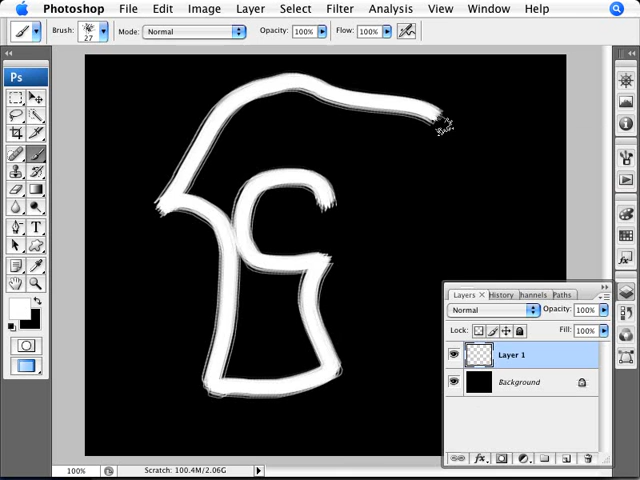 Photoshop File Edit Image Layer Select Filter Analysis View Window Help
Brush: 27 Mode: Normal Opacity: 100% Flow: 100%
Ps
T
Layers × History hannels Paths
Normal Opacity: 100%
Lock: Fill: 100%
Layer 1
Background
fx
100% Scratch: 100.4M/2.06G